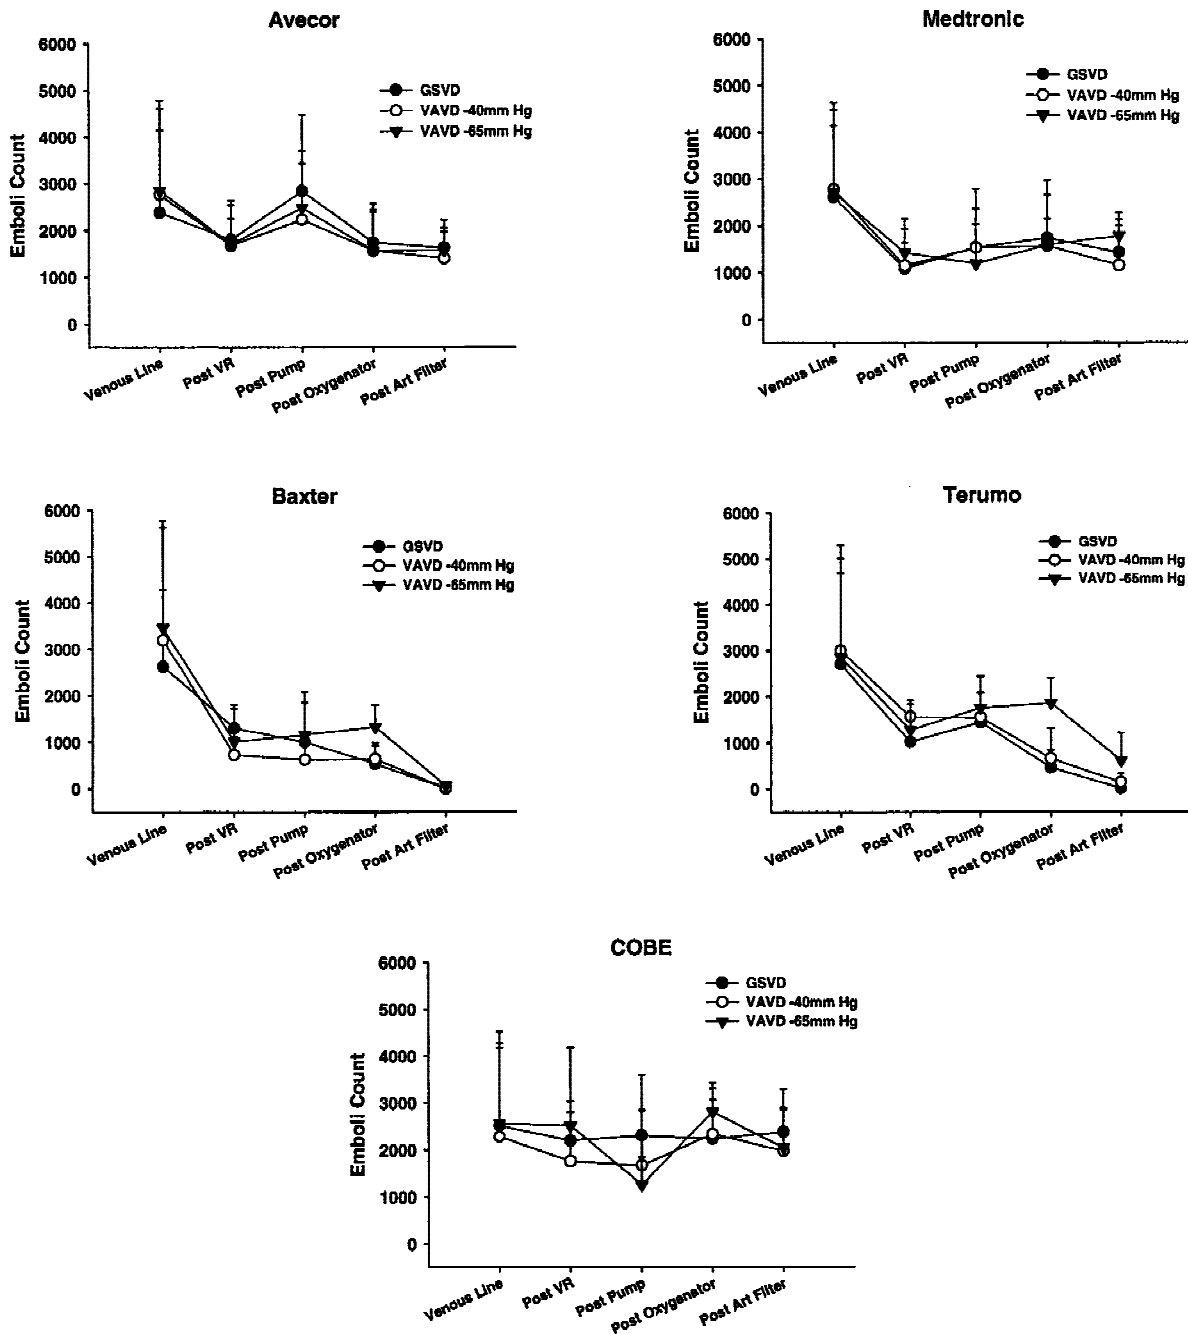 Avecor
6000
5000
4000
3000
2000
1000
0
Emboli Count
GSVD
VAVD -40mm Hg
VAVD -65mm Hg
Venous Line
Post VR
Post Pump
Post Oxygenator
Post Art Filter
Medtronic
6000
5000
4000
3000
2000
1000
0
Emboli Count
GSVD
VAVD -40mm Hg
VAVD -65mm Hg
Venous Line
Post VR
Post Pump
Post Oxygenator
Post Art Filter
Baxter
6000
5000
4000
3000
2000
1000
0
Emboli Count
GSVD
VAVD -40mm Hg
VAVD -65mm Hg
Venous Line
Post VR
Post Pump
Post Oxygenator
Post Art Filter
Terumo
6000
5000
4000
3000
2000
1000
0
Emboli Count
GSVD
VAVD -40mm Hg
VAVD -65mm Hg
Venous Line
Post VR
Post Pump
Post Oxygenator
Post Art Filter
COBE
6000
5000
4000
3000
2000
1000
0
Emboli Count
GSVD
VAVD -40mm Hg
VAVD -65mm Hg
Venous Line
Post VR
Post Pump
Post Oxygenator
Post Art Filter